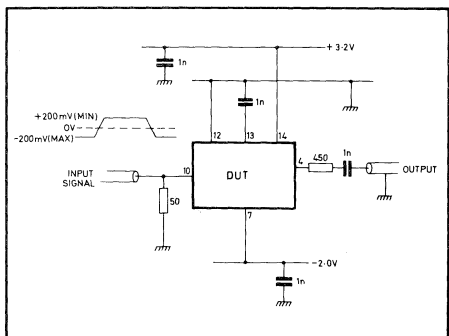 +3·2V
1n
+200mV(MIN)
0V
-200mV(MAX)
1n
12 13 14
INPUT
SIGNAL
10
DUT
4
450
1n
OUTPUT
50
7
-2.0V
1n